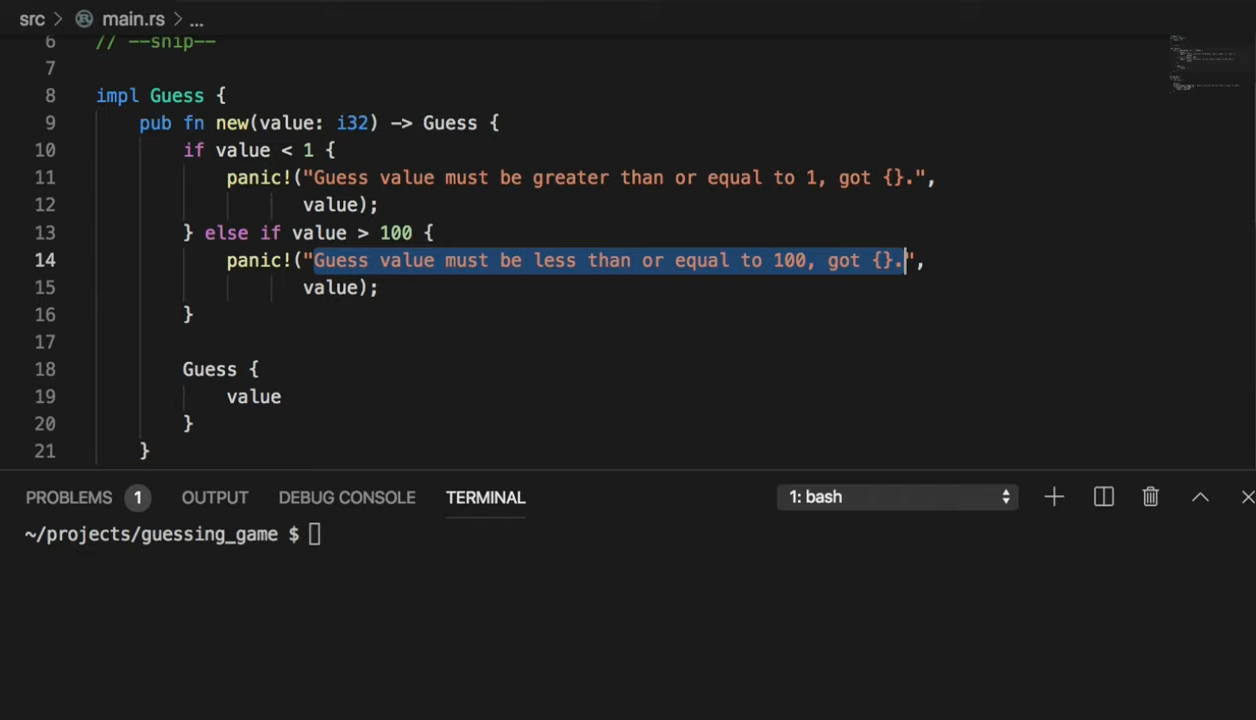 src > main.rs > ...
6 // --snip--
7
8 impl Guess {
9 pub fn new(value: i32) -> Guess {
10 if value < 1 {
11 panic!("Guess value must be greater than or equal to 1, got {}.",
12 value);
13 } else if value > 100 {
14 panic!("Guess value must be less than or equal to 100, got {}.",
15 value);
16 }
17
18 Guess {
19 value
20 }
21 }
PROBLEMS 1 OUTPUT DEBUG CONSOLE TERMINAL 1: bash
~/projects/guessing_game $